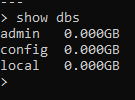 ---
> show dbs
admin   0.000GB
config  0.000GB
local   0.000GB
>